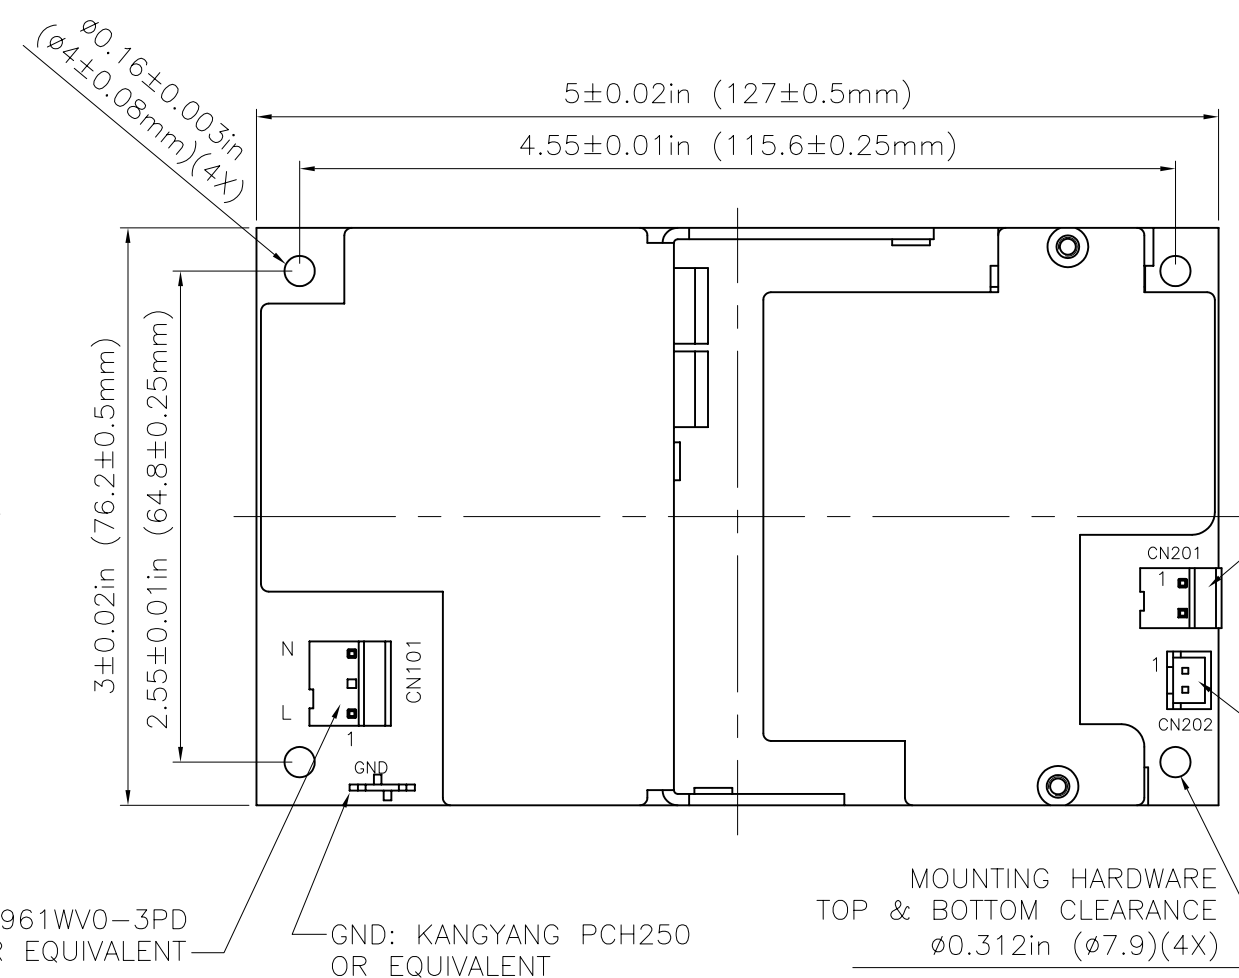 ø0.16±0.003in
(ø4±0.08mm)(4X)
5±0.02in (127±0.5mm)
4.55±0.01in (115.6±0.25mm)
3±0.02in (76.2±0.5mm)
2.55±0.01in (64.8±0.25mm)
CN201
1
N
CN101
L
1
1
CN202
GND
MOUNTING HARDWARE
TOP & BOTTOM CLEARANCE
ø0.312in (ø7.9)(4X)
961WV0-3PD
R EQUIVALENT
GND: KANGYANG PCH250
OR EQUIVALENT